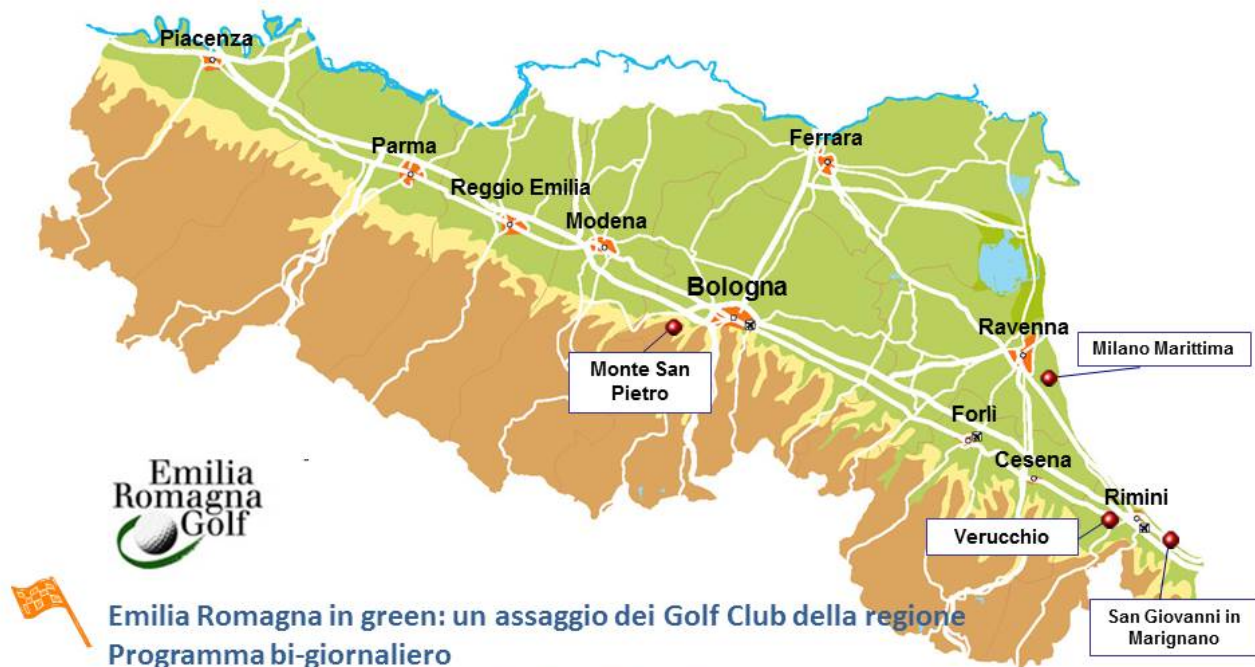 Piacenza
Parma
Reggio Emilia
Modena
Ferrara
Bologna
Ravenna
Milano Marittima
Monte San
Pietro
Forlì
Cesena
Rimini
Verucchio
San Giovanni in
Marignano
Emilia
Romagna
Golf
Emilia Romagna in green: un assaggio dei Golf Club della regione
Programma bi-giornaliero